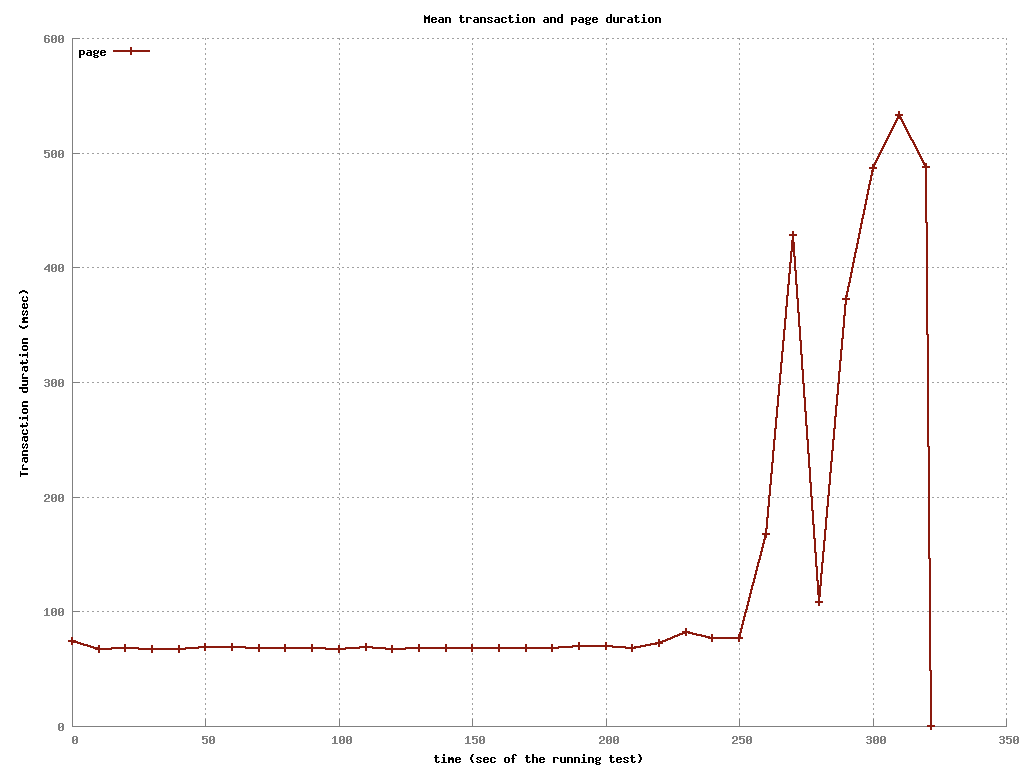 Mean transaction and page duration
600
page
500
400
300
200
100
0
Transaction duration (msec)
0 50 100 150 200 250 300 350
time (sec of the running test)